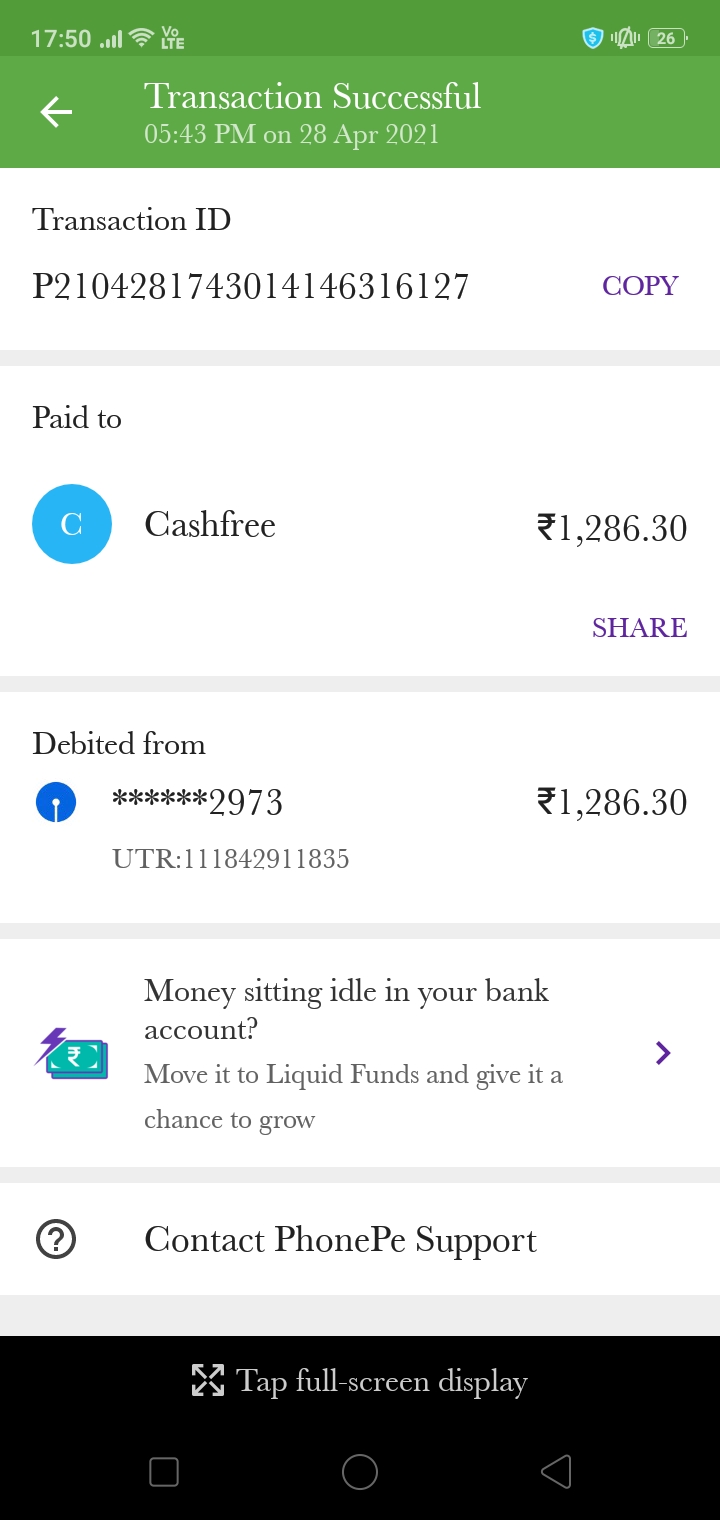 17:50 Vo LTE 26
Transaction Successful
05:43 PM on 28 Apr 2021
Transaction ID
P2104281743014146316127 COPY
Paid to
C Cashfree ₹1,286.30
SHARE
Debited from
******2973 ₹1,286.30
UTR:111842911835
Money sitting idle in your bank
account?
Move it to Liquid Funds and give it a
chance to grow
Contact PhonePe Support
Tap full-screen display